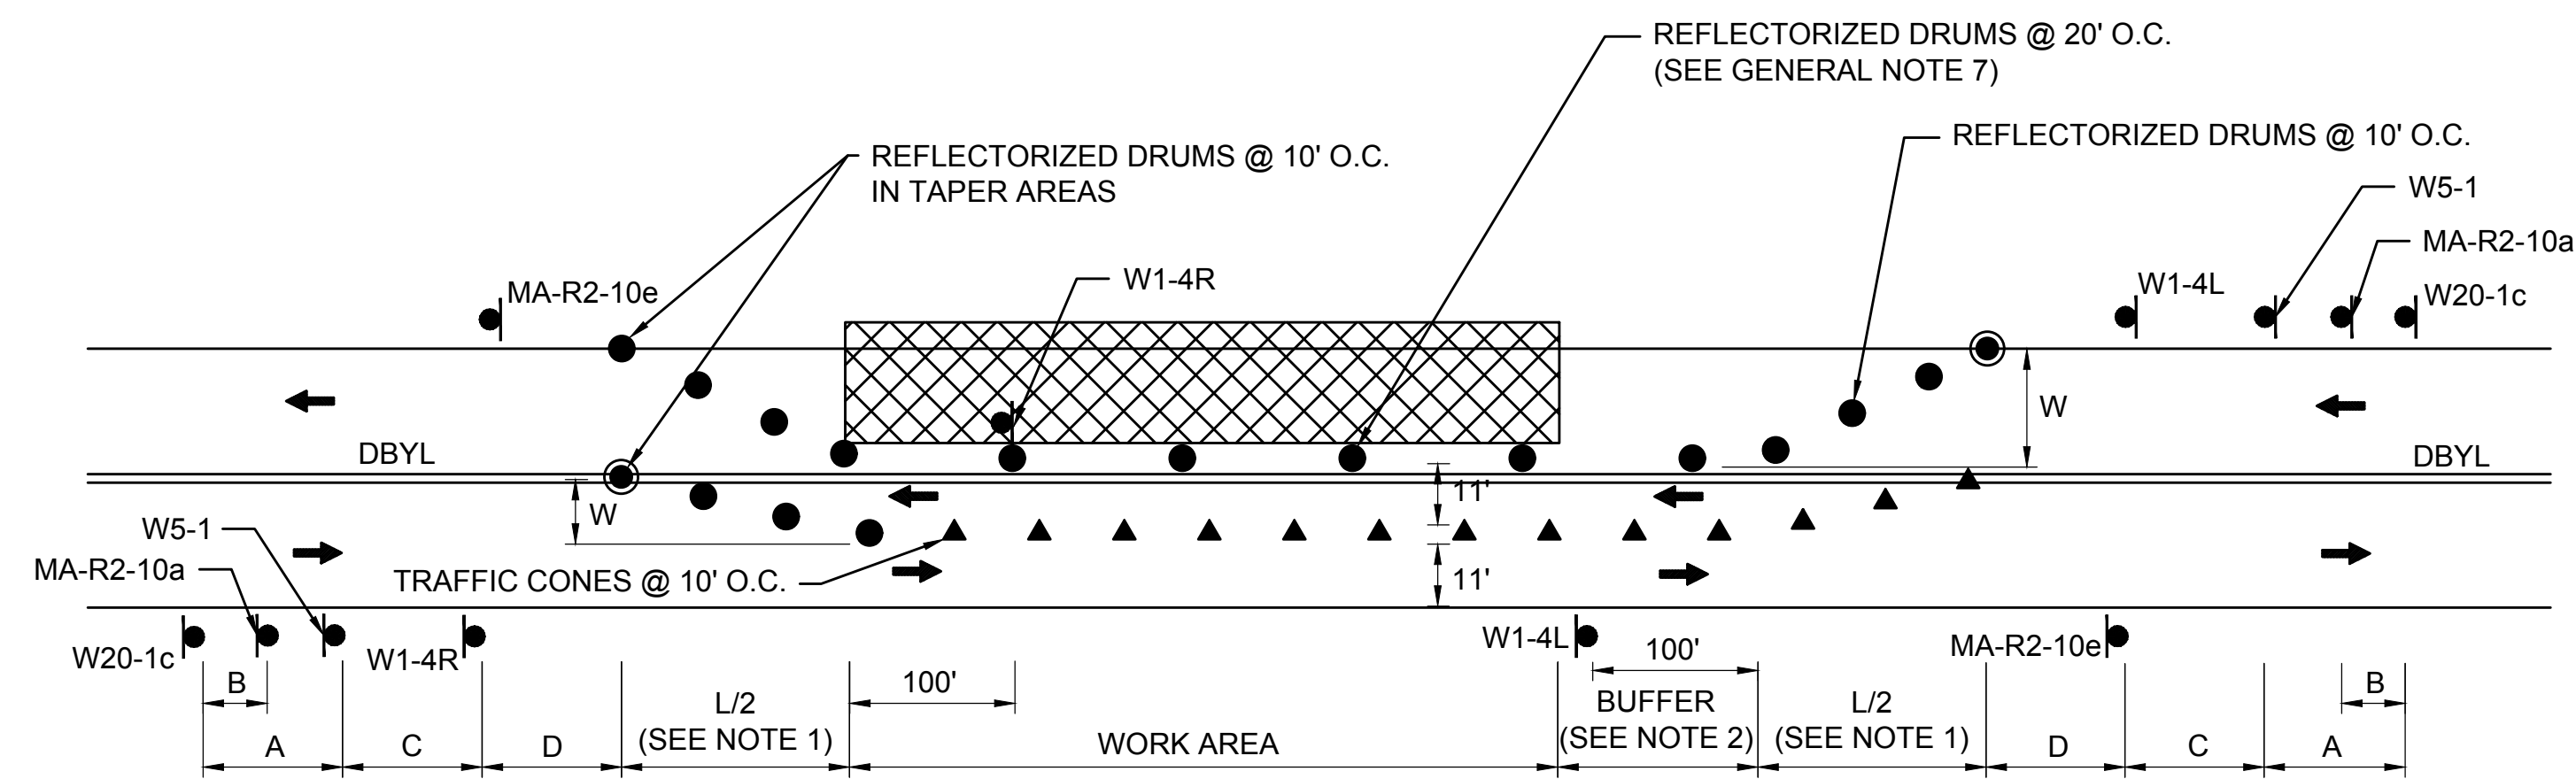 REFLECTORIZED DRUMS @ 20' O.C.
(SEE GENERAL NOTE 7)
REFLECTORIZED DRUMS @ 10' O.C.
REFLECTORIZED DRUMS @ 10' O.C.
IN TAPER AREAS
W5-1
MA-R2-10a
W1-4R
W1-4L
MA-R2-10e
W20-1c
W
DBYL
DBYL
11'
W
W5-1
MA-R2-10a
TRAFFIC CONES @ 10' O.C.
11'
W20-1c
W1-4R
W1-4L
MA-R2-10e
100'
B
100'
B
L/2
(SEE NOTE 1)
BUFFER
(SEE NOTE 2)
L/2
(SEE NOTE 1)
A
C
D
WORK AREA
D
C
A